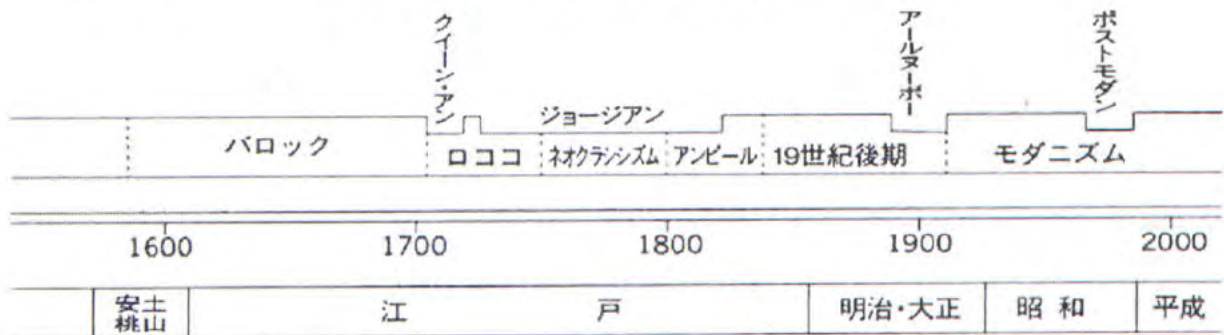 クイーン・アン
アールヌーボー
ポストモダン
ジョージアン
バロック
ロココ
ネオクランシズム
アンピール
19世紀後期
モダニズム
1600
1700
1800
1900
2000
安土
桃山
江戸
明治・大正
昭和
平成